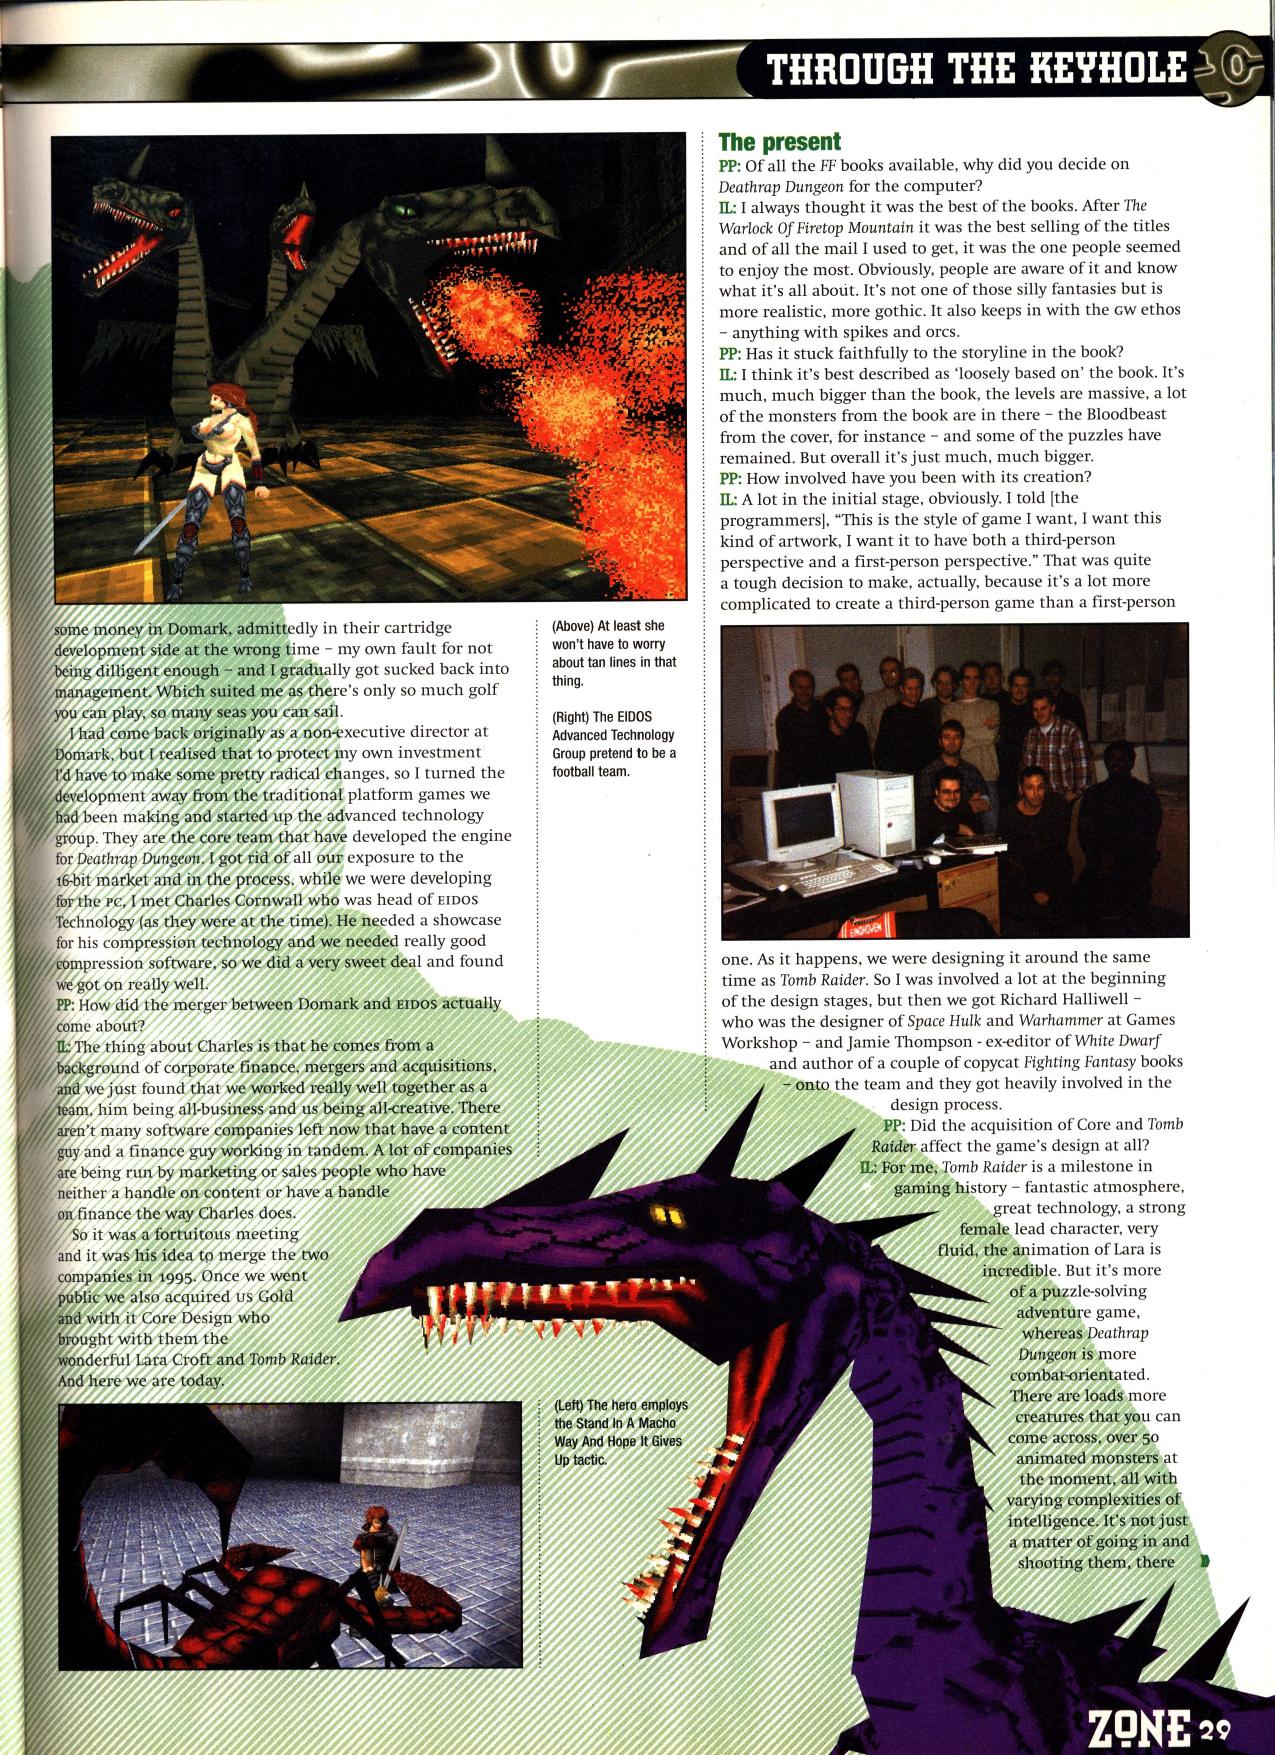 THROUGH THE KEYHOLE
some money in Domark, admittedly in their cartridge
development side at the wrong time – my own fault for not
being dilligent enough – and I gradually got sucked back into
management. Which suited me as there's only so much golf
you can play, so many seas you can sail.
I had come back originally as a non-executive director at
Domark, but I realised that to protect my own investment
I'd have to make some pretty radical changes, so I turned the
development away from the traditional platform games we
had been making and started up the advanced technology
group. They are the core team that have developed the engine
for Deathrap Dungeon. I got rid of all our exposure to the
16-bit market and in the process, while we were developing
for the PC, I met Charles Cornwall who was head of EIDOS
Technology (as they were at the time). He needed a showcase
for his compression technology and we needed really good
compression software, so we did a very sweet deal and found
we got on really well.
PP: How did the merger between Domark and EIDOS actually
come about?
IL: The thing about Charles is that he comes from a
background of corporate finance, mergers and acquisitions,
and we just found that we worked really well together as a
team, him being all-business and us being all-creative. There
aren't many software companies left now that have a content
guy and a finance guy working in tandem. A lot of companies
are being run by marketing or sales people who have
neither a handle on content or have a handle
on finance the way Charles does.
So it was a fortuitous meeting
and it was his idea to merge the two
companies in 1995. Once we went
public we also acquired US Gold
and with it Core Design who
brought with them the
wonderful Lara Croft and Tomb Raider.
And here we are today.
(Above) At least she
won't have to worry
about tan lines in that
thing.
(Right) The EIDOS
Advanced Technology
Group pretend to be a
football team.
(Left) The hero employs
the Stand In A Macho
Way And Hope It Gives
Up tactic.
The present
PP: Of all the FF books available, why did you decide on
Deathrap Dungeon for the computer?
IL: I always thought it was the best of the books. After The
Warlock Of Firetop Mountain it was the best selling of the titles
and of all the mail I used to get, it was the one people seemed
to enjoy the most. Obviously, people are aware of it and know
what it's all about. It's not one of those silly fantasies but is
more realistic, more gothic. It also keeps in with the GW ethos
– anything with spikes and orcs.
PP: Has it stuck faithfully to the storyline in the book?
IL: I think it's best described as 'loosely based on' the book. It's
much, much bigger than the book, the levels are massive, a lot
of the monsters from the book are in there – the Bloodbeast
from the cover, for instance – and some of the puzzles have
remained. But overall it's just much, much bigger.
PP: How involved have you been with its creation?
IL: A lot in the initial stage, obviously. I told [the
programmers], “This is the style of game I want, I want this
kind of artwork, I want it to have both a third-person
perspective and a first-person perspective.” That was quite
a tough decision to make, actually, because it's a lot more
complicated to create a third-person game than a first-person
EINDHOVEN
one. As it happens, we were designing it around the same
time as Tomb Raider. So I was involved a lot at the beginning
of the design stages, but then we got Richard Halliwell –
who was the designer of Space Hulk and Warhammer at Games
Workshop – and Jamie Thompson - ex-editor of White Dwarf
and author of a couple of copycat Fighting Fantasy books
– onto the team and they got heavily involved in the
design process.
PP: Did the acquisition of Core and Tomb
Raider affect the game's design at all?
IL: For me, Tomb Raider is a milestone in
gaming history – fantastic atmosphere,
great technology, a strong
female lead character, very
fluid, the animation of Lara is
incredible. But it's more
of a puzzle-solving
adventure game,
whereas Deathrap
Dungeon is more
combat-orientated.
There are loads more
creatures that you can
come across, over 50
animated monsters at
the moment, all with
varying complexities of
intelligence. It's not just
a matter of going in and
shooting them, there
ZONE 29